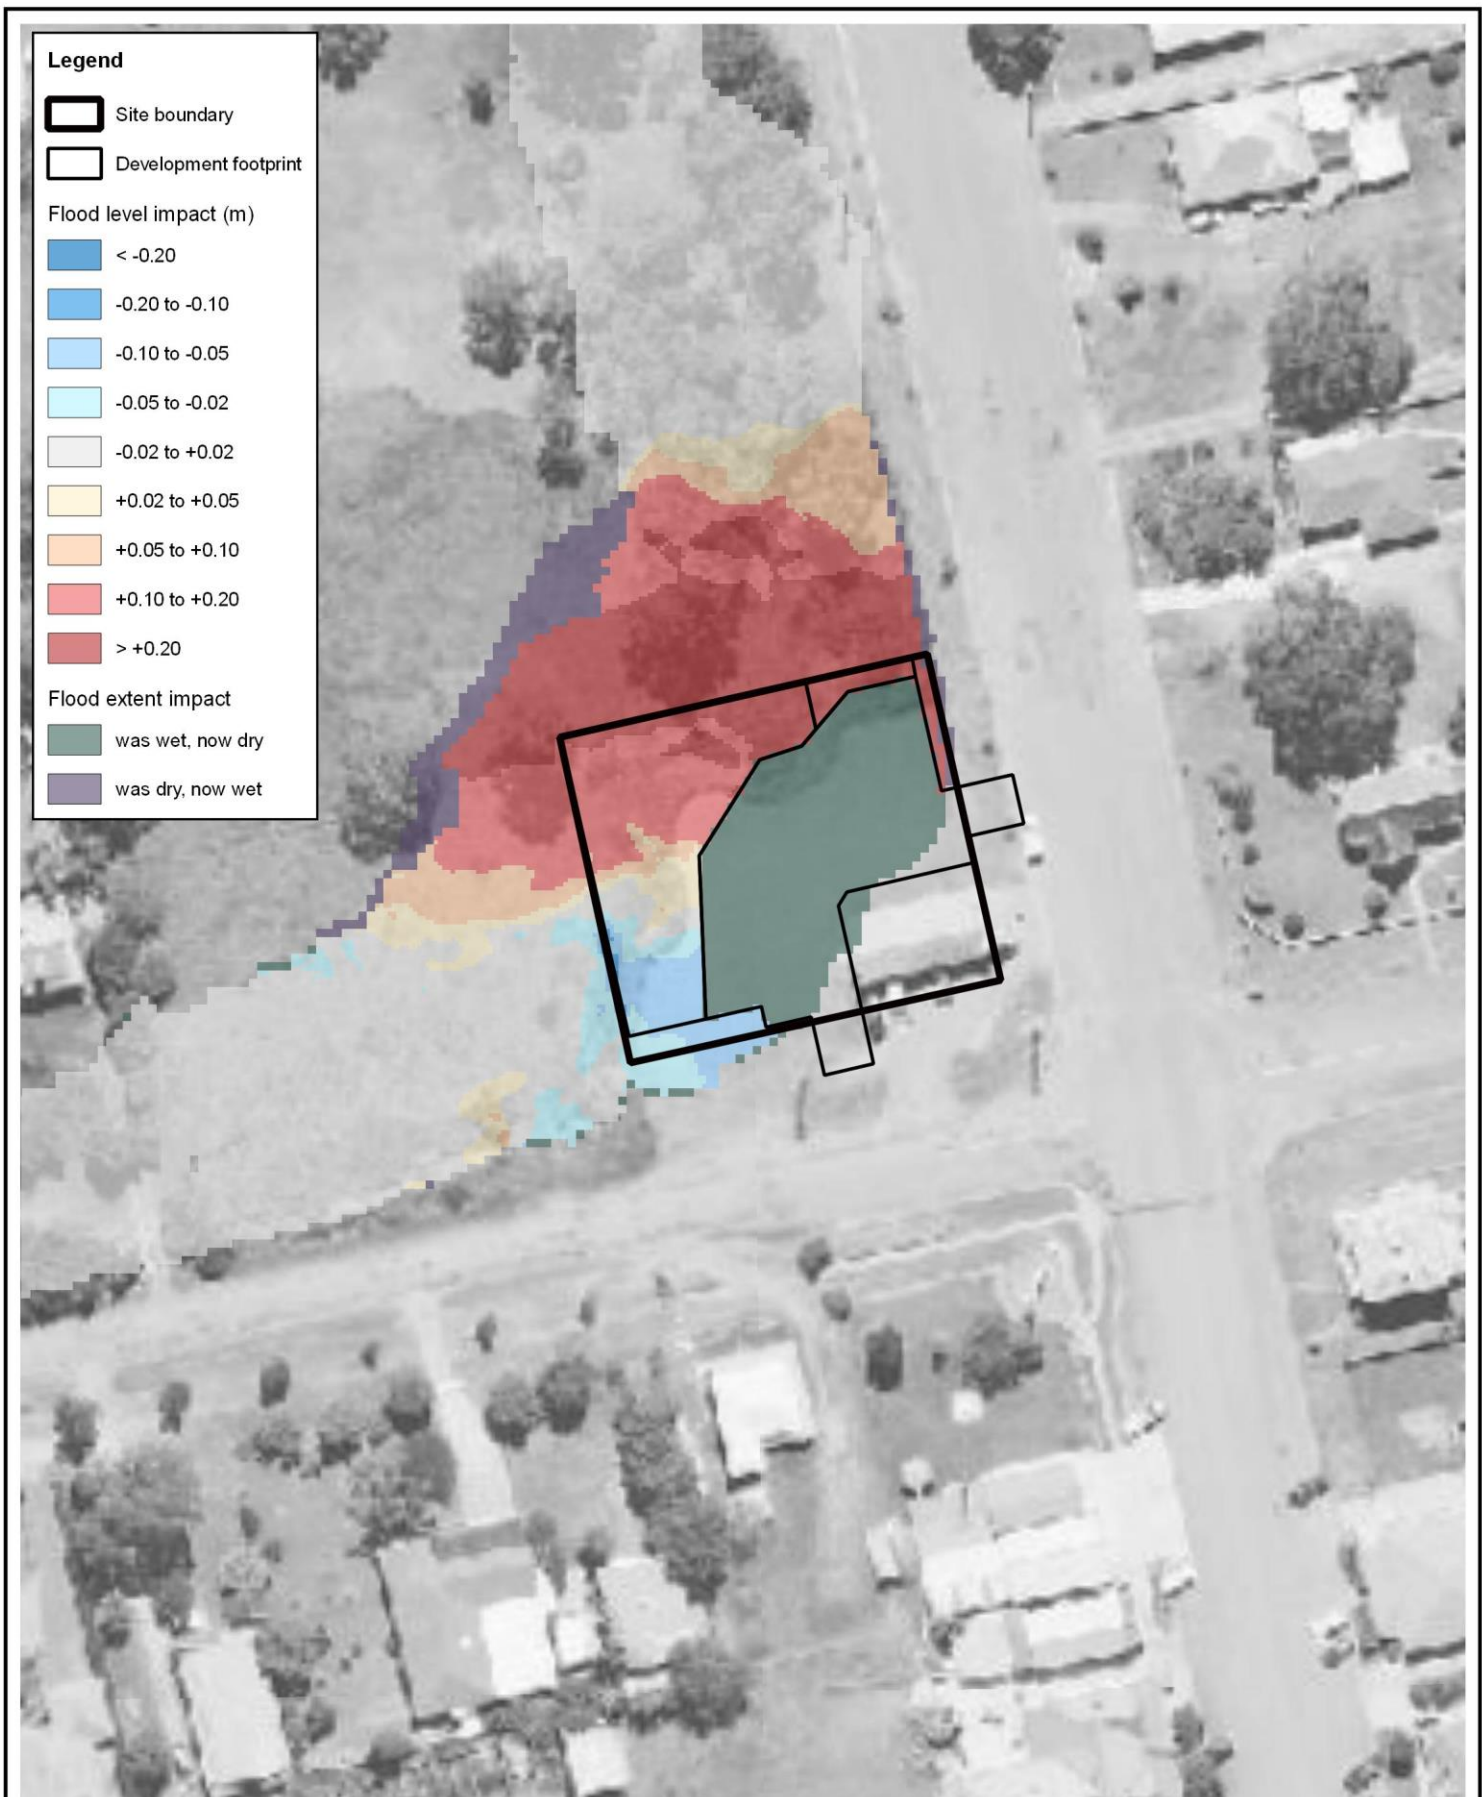 Legend
Site boundary
Development footprint
Flood level impact (m)
< -0.20
-0.20 to -0.10
-0.10 to -0.05
-0.05 to -0.02
-0.02 to +0.02
+0.02 to +0.05
+0.05 to +0.10
+0.10 to +0.20
> +0.20
Flood extent impact
was wet, now dry
was dry, now wet